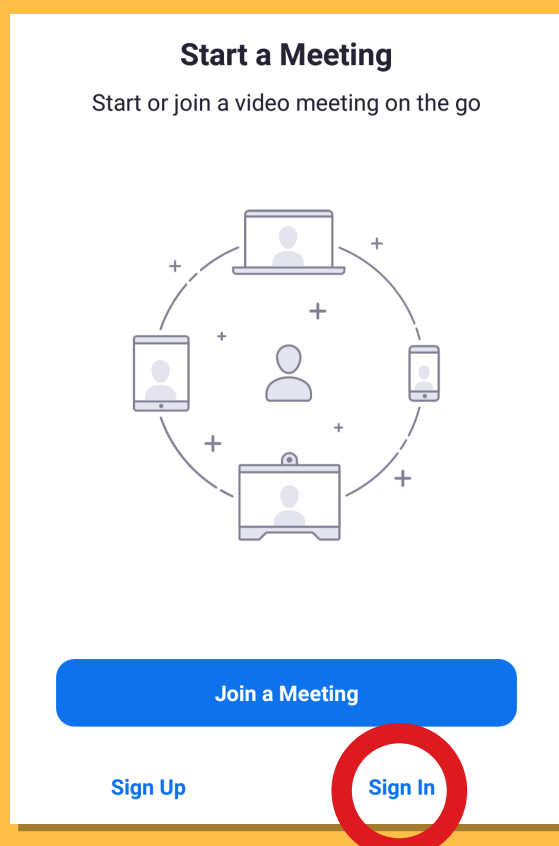 Start a Meeting
Start or join a video meeting on the go
Join a Meeting
Sign Up
Sign In